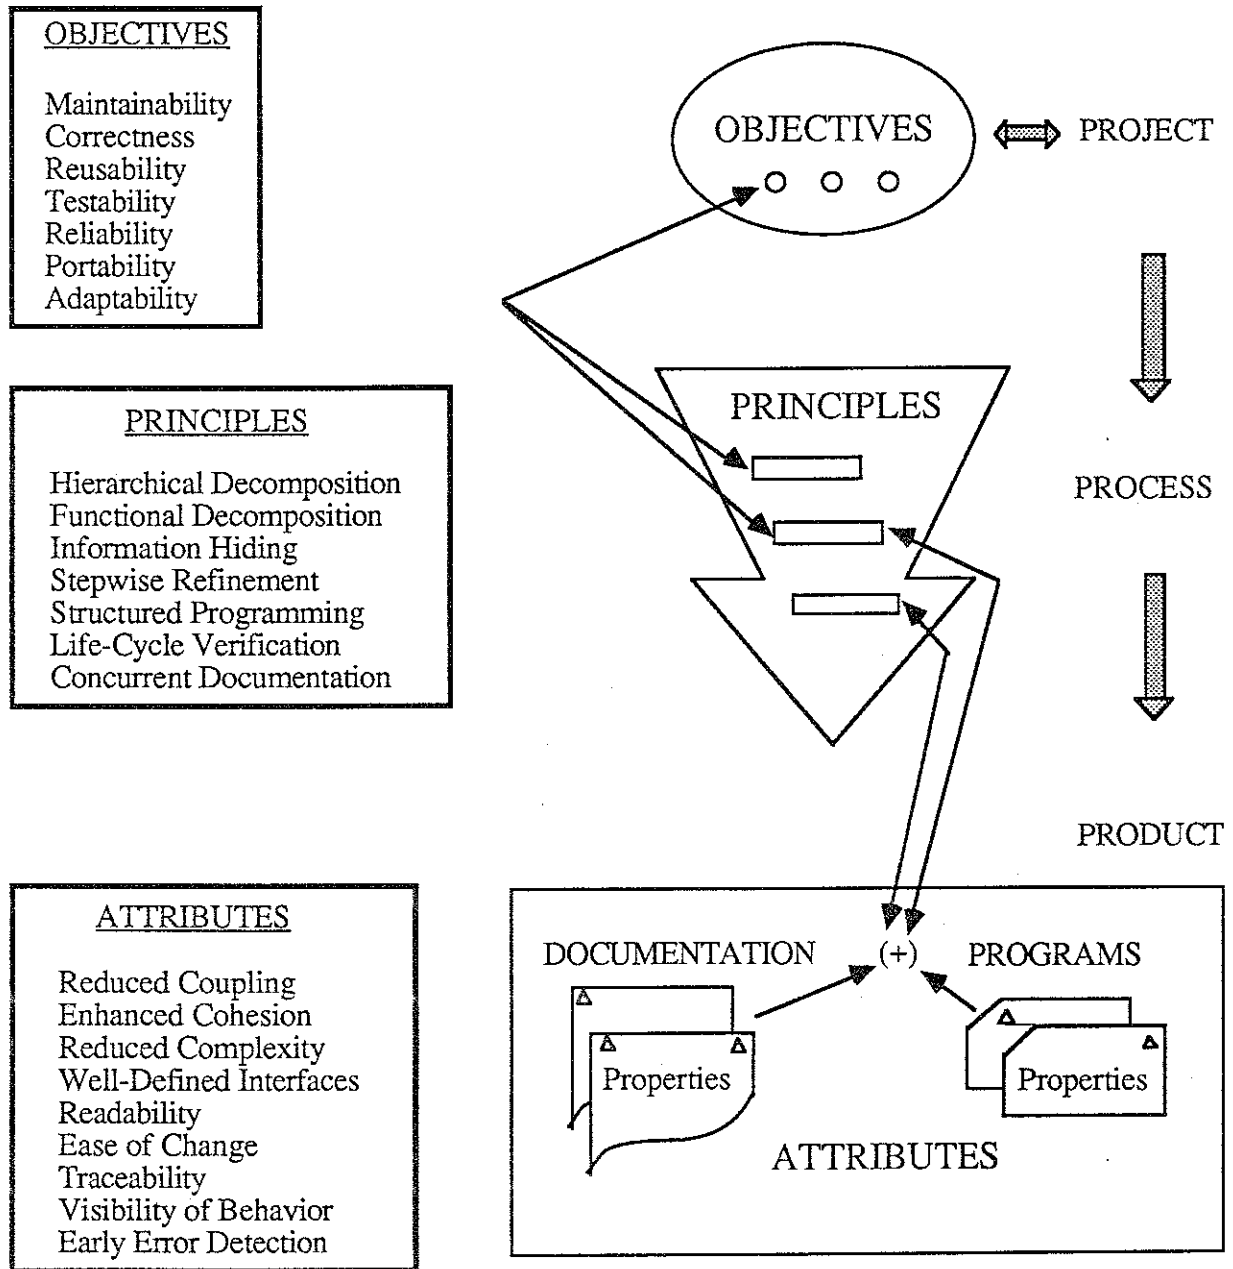 OBJECTIVES
Maintainability
Correctness
Reusability
Testability
Reliability
Portability
Adaptability
PRINCIPLES
Hierarchical Decomposition
Functional Decomposition
Information Hiding
Stepwise Refinement
Structured Programming
Life-Cycle Verification
Concurrent Documentation
ATTRIBUTES
Reduced Coupling
Enhanced Cohesion
Reduced Complexity
Well-Defined Interfaces
Readability
Ease of Change
Traceability
Visibility of Behavior
Early Error Detection
OBJECTIVES
PROJECT
PRINCIPLES
PROCESS
PRODUCT
DOCUMENTATION (+) PROGRAMS
Properties
Properties
ATTRIBUTES